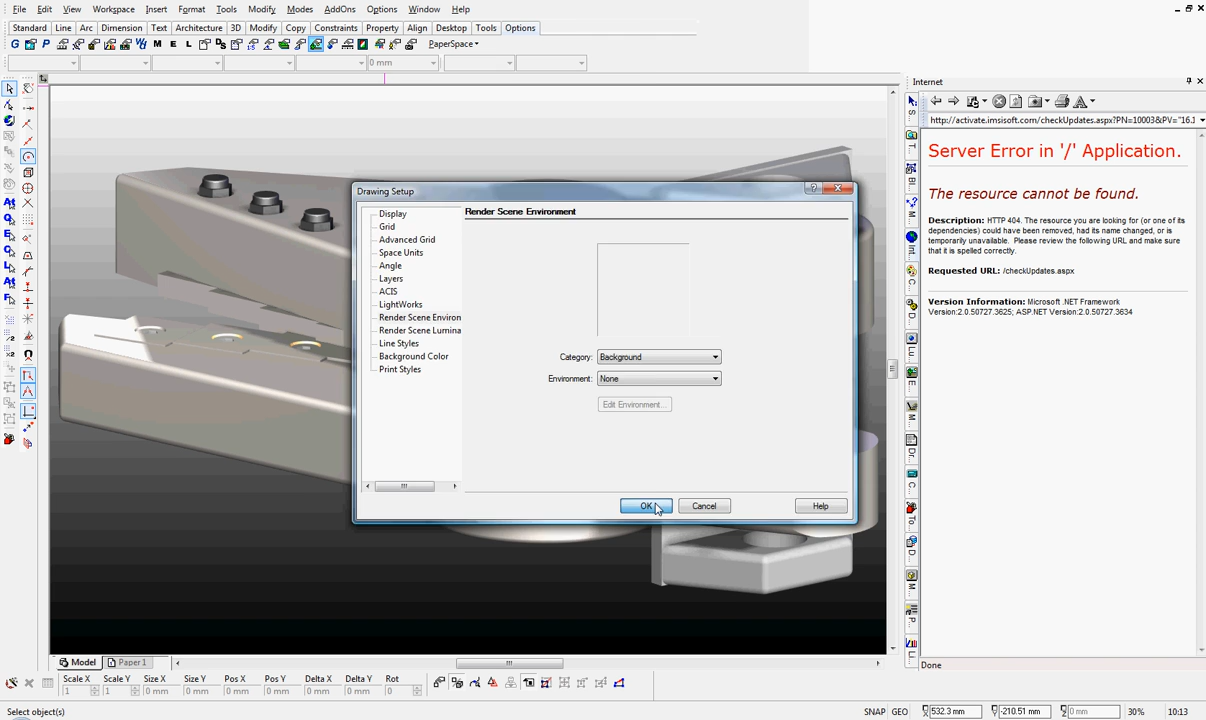 File Edit View Workspace Insert Format Tools Modify Modes AddOns Options Window Help
Standard Line Arc Dimension Text Architecture 3D Modify Copy Constraints Property Align Desktop Tools Options
PaperSpace
0 mm
Internet
http://activate.imsisoft.com/checkUpdates.aspx?PN=10003&PV="16.1
Server Error in '/' Application.
The resource cannot be found.
Description: HTTP 404. The resource you are looking for (or one of its
dependencies) could have been removed, had its name changed, or is
temporarily unavailable. Please review the following URL and make sure
that it is spelled correctly.
Requested URL: /checkUpdates.aspx
Version Information: Microsoft .NET Framework
Version:2.0.50727.3625; ASP.NET Version:2.0.50727.3634
Done
Drawing Setup
Display
Grid
Advanced Grid
Space Units
Angle
Layers
ACIS
LightWorks
Render Scene Environ
Render Scene Lumina
Line Styles
Background Color
Print Styles
Render Scene Environment
Category: Background
Environment: None
Edit Environment...
OK Cancel Help
Model Paper 1
Scale X Scale Y Size X Size Y Pos X Pos Y Delta X Delta Y Rot
1 1 0 mm 0 mm 0 mm 0 mm 0 mm 0 mm 0
Select object(s) SNAP GEO 532.3 mm -210.51 mm 0 mm 30% 10:13